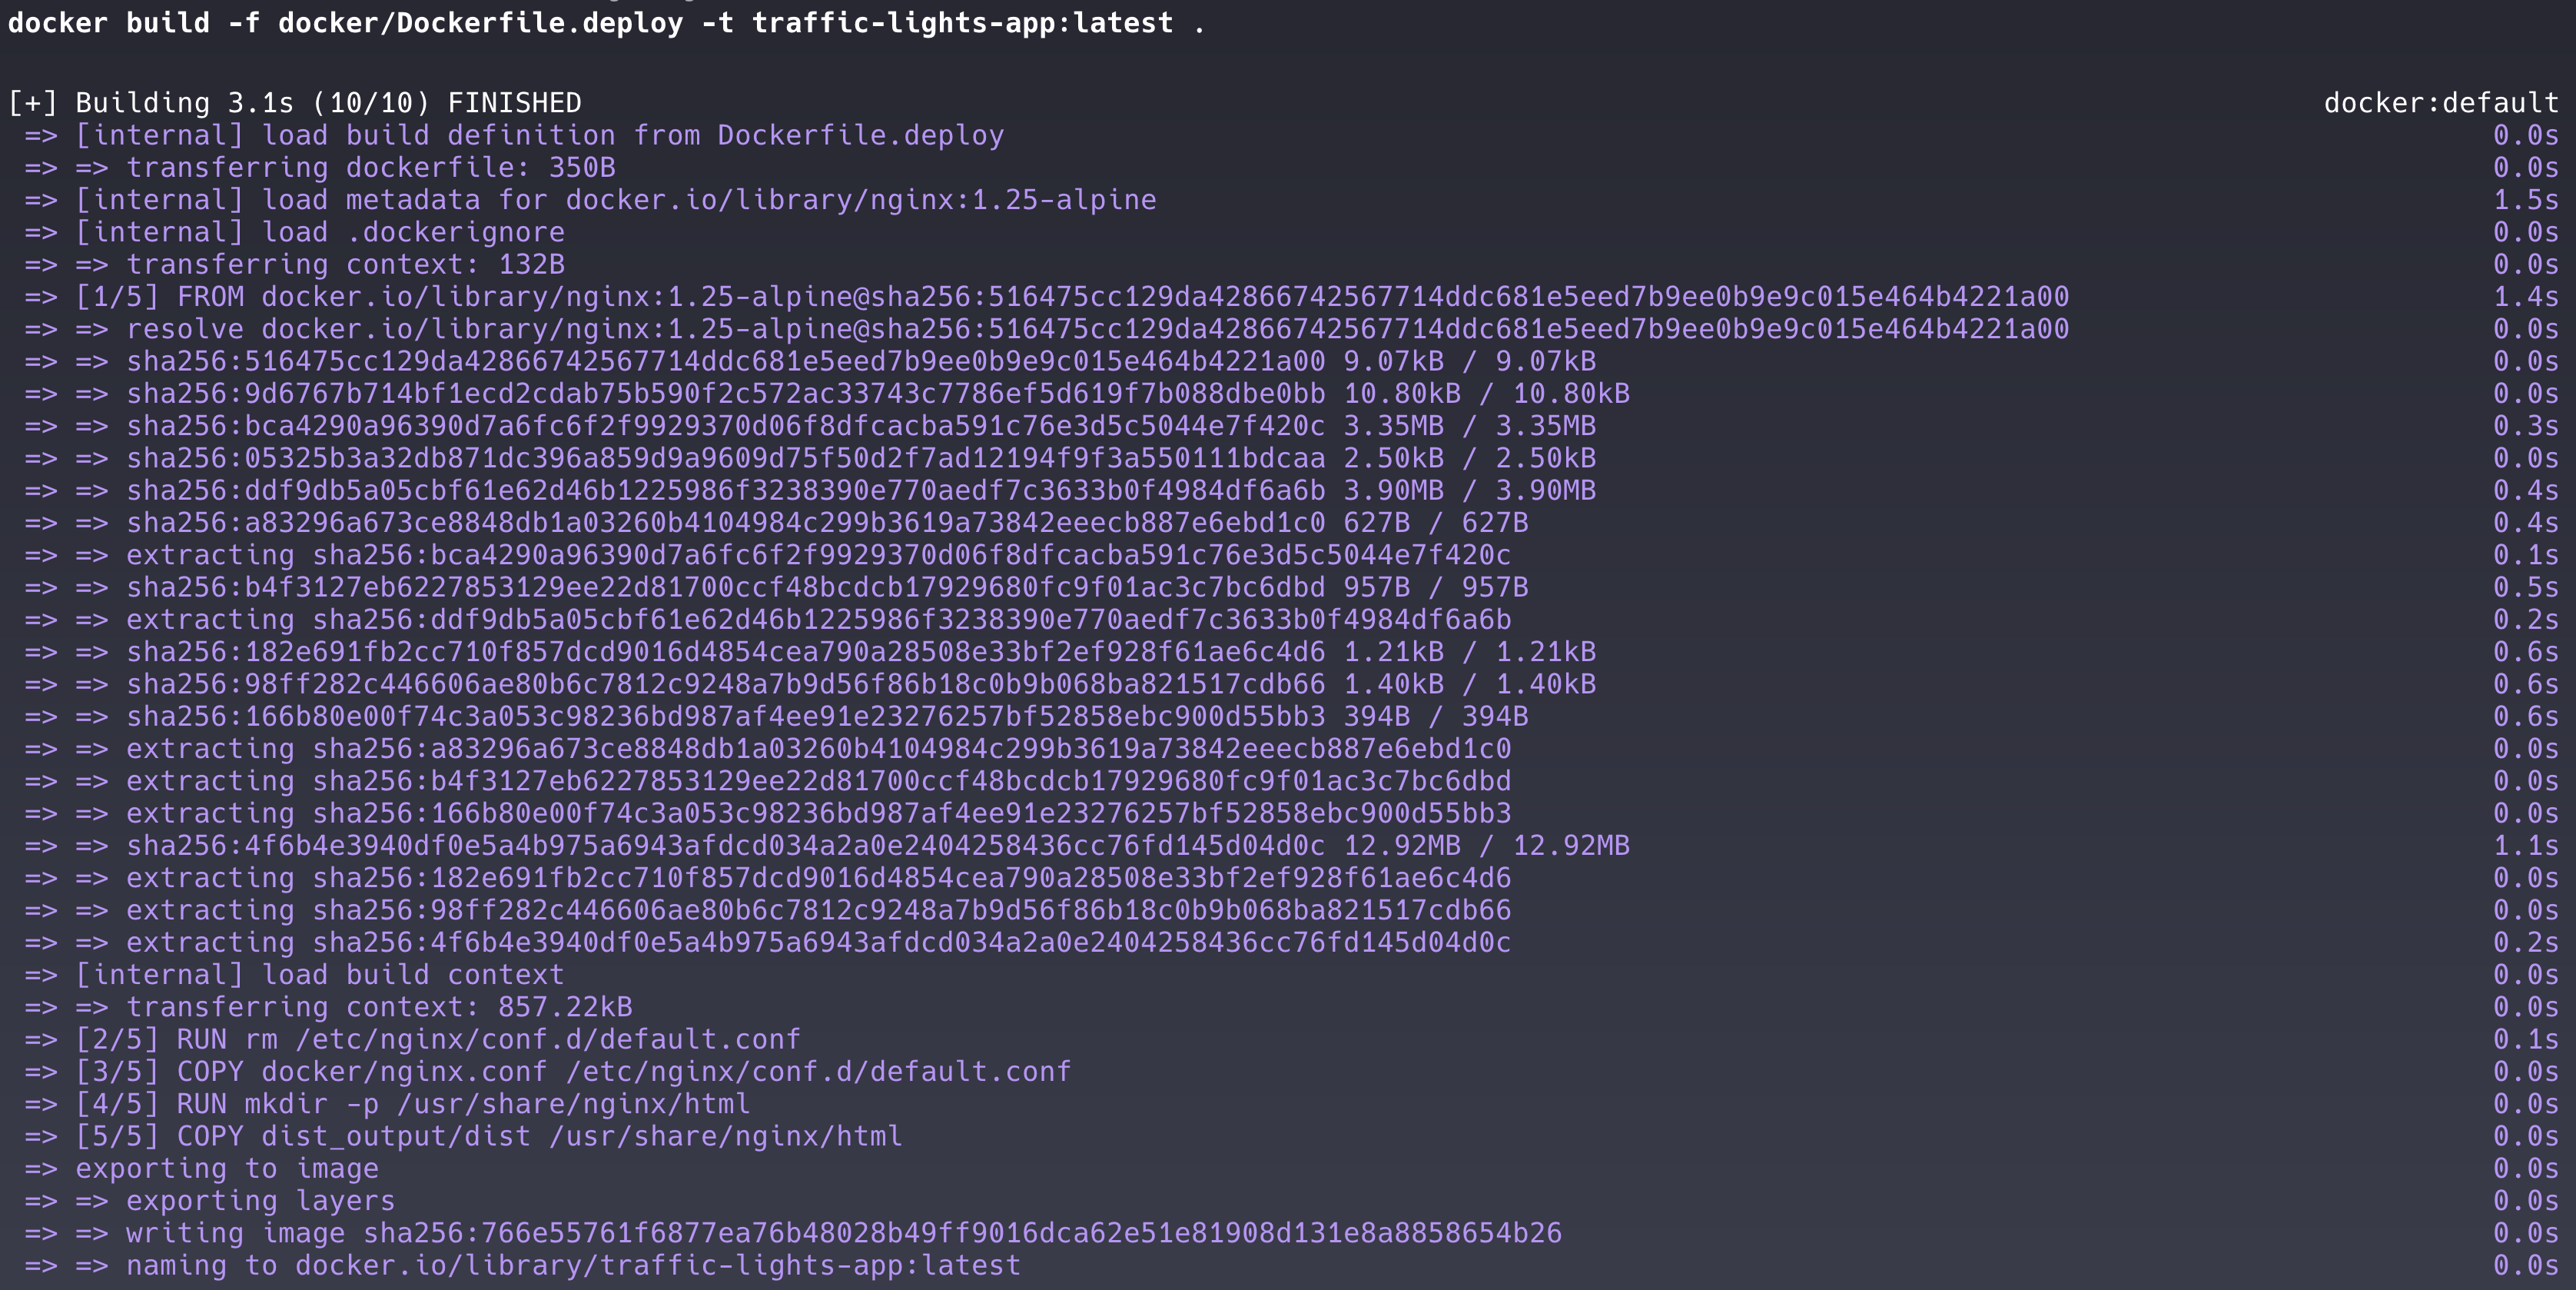 docker build -f docker/Dockerfile.deploy -t traffic-lights-app:latest .
[+] Building 3.1s (10/10) FINISHED docker:default
=> [internal] load build definition from Dockerfile.deploy 0.0s
=> => transferring dockerfile: 350B 0.0s
=> [internal] load metadata for docker.io/library/nginx:1.25-alpine 1.5s
=> [internal] load .dockerignore 0.0s
=> => transferring context: 132B 0.0s
=> [1/5] FROM docker.io/library/nginx:1.25-alpine@sha256:516475cc129da42866742567714ddc681e5eed7b9ee0b9e9c015e464b4221a00 1.4s
=> => resolve docker.io/library/nginx:1.25-alpine@sha256:516475cc129da42866742567714ddc681e5eed7b9ee0b9e9c015e464b4221a00 0.0s
=> => sha256:516475cc129da42866742567714ddc681e5eed7b9ee0b9e9c015e464b4221a00 9.07kB / 9.07kB 0.0s
=> => sha256:9d6767b714bf1ecd2cdab75b590f2c572ac33743c7786ef5d619f7b088dbe0bb 10.80kB / 10.80kB 0.0s
=> => sha256:bca4290a96390d7a6fc6f2f9929370d06f8dfcacba591c76e3d5c5044e7f420c 3.35MB / 3.35MB 0.3s
=> => sha256:05325b3a32db871dc396a859d9a9609d75f50d2f7ad12194f9f3a550111bdcaa 2.50kB / 2.50kB 0.0s
=> => sha256:ddf9db5a05cbf61e62d46b1225986f3238390e770aedf7c3633b0f4984df6a6b 3.90MB / 3.90MB 0.4s
=> => sha256:a83296a673ce8848db1a03260b4104984c299b3619a73842eeecb887e6ebd1c0 627B / 627B 0.4s
=> => extracting sha256:bca4290a96390d7a6fc6f2f9929370d06f8dfcacba591c76e3d5c5044e7f420c 0.1s
=> => sha256:b4f3127eb6227853129ee22d81700ccf48bcdcb17929680fc9f01ac3c7bc6dbd 957B / 957B 0.5s
=> => extracting sha256:ddf9db5a05cbf61e62d46b1225986f3238390e770aedf7c3633b0f4984df6a6b 0.2s
=> => sha256:182e691fb2cc710f857dcd9016d4854cea790a28508e33bf2ef928f61ae6c4d6 1.21kB / 1.21kB 0.6s
=> => sha256:98ff282c446606ae80b6c7812c9248a7b9d56f86b18c0b9b068ba821517cdb66 1.40kB / 1.40kB 0.6s
=> => sha256:166b80e00f74c3a053c98236bd987af4ee91e23276257bf52858ebc900d55bb3 394B / 394B 0.6s
=> => extracting sha256:a83296a673ce8848db1a03260b4104984c299b3619a73842eeecb887e6ebd1c0 0.0s
=> => extracting sha256:b4f3127eb6227853129ee22d81700ccf48bcdcb17929680fc9f01ac3c7bc6dbd 0.0s
=> => extracting sha256:166b80e00f74c3a053c98236bd987af4ee91e23276257bf52858ebc900d55bb3 0.0s
=> => sha256:4f6b4e3940df0e5a4b975a6943afdcd034a2a0e2404258436cc76fd145d04d0c 12.92MB / 12.92MB 1.1s
=> => extracting sha256:182e691fb2cc710f857dcd9016d4854cea790a28508e33bf2ef928f61ae6c4d6 0.0s
=> => extracting sha256:98ff282c446606ae80b6c7812c9248a7b9d56f86b18c0b9b068ba821517cdb66 0.0s
=> => extracting sha256:4f6b4e3940df0e5a4b975a6943afdcd034a2a0e2404258436cc76fd145d04d0c 0.2s
=> [internal] load build context 0.0s
=> => transferring context: 857.22kB 0.0s
=> [2/5] RUN rm /etc/nginx/conf.d/default.conf 0.1s
=> [3/5] COPY docker/nginx.conf /etc/nginx/conf.d/default.conf 0.0s
=> [4/5] RUN mkdir -p /usr/share/nginx/html 0.0s
=> [5/5] COPY dist_output/dist /usr/share/nginx/html 0.0s
=> exporting to image 0.0s
=> => exporting layers 0.0s
=> => writing image sha256:766e55761f6877ea76b48028b49ff9016dca62e51e81908d131e8a8858654b26 0.0s
=> => naming to docker.io/library/traffic-lights-app:latest 0.0s